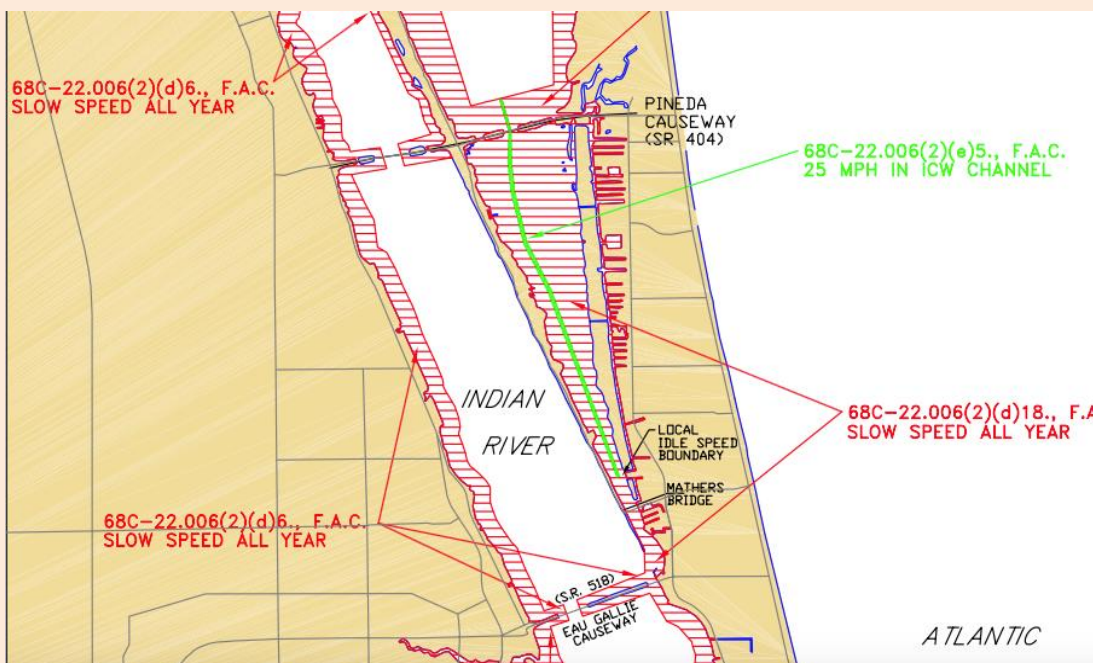 68C-22.006(2)(d)6., F.A.C.
SLOW SPEED ALL YEAR
PINEDA
CAUSEWAY
(SR 404)
68C-22.006(2)(e)5., F.A.C.
25 MPH IN ICW CHANNEL
INDIAN
RIVER
68C-22.006(2)(d)18., F.A
SLOW SPEED ALL YEAR
LOCAL
IDLE SPEED
BOUNDARY
MATHERS
BRIDGE
68C-22.006(2)(d)6., F.A.C.
SLOW SPEED ALL YEAR
(S.R. 518)
EAU GALLIE
CAUSEWAY
ATLANTIC